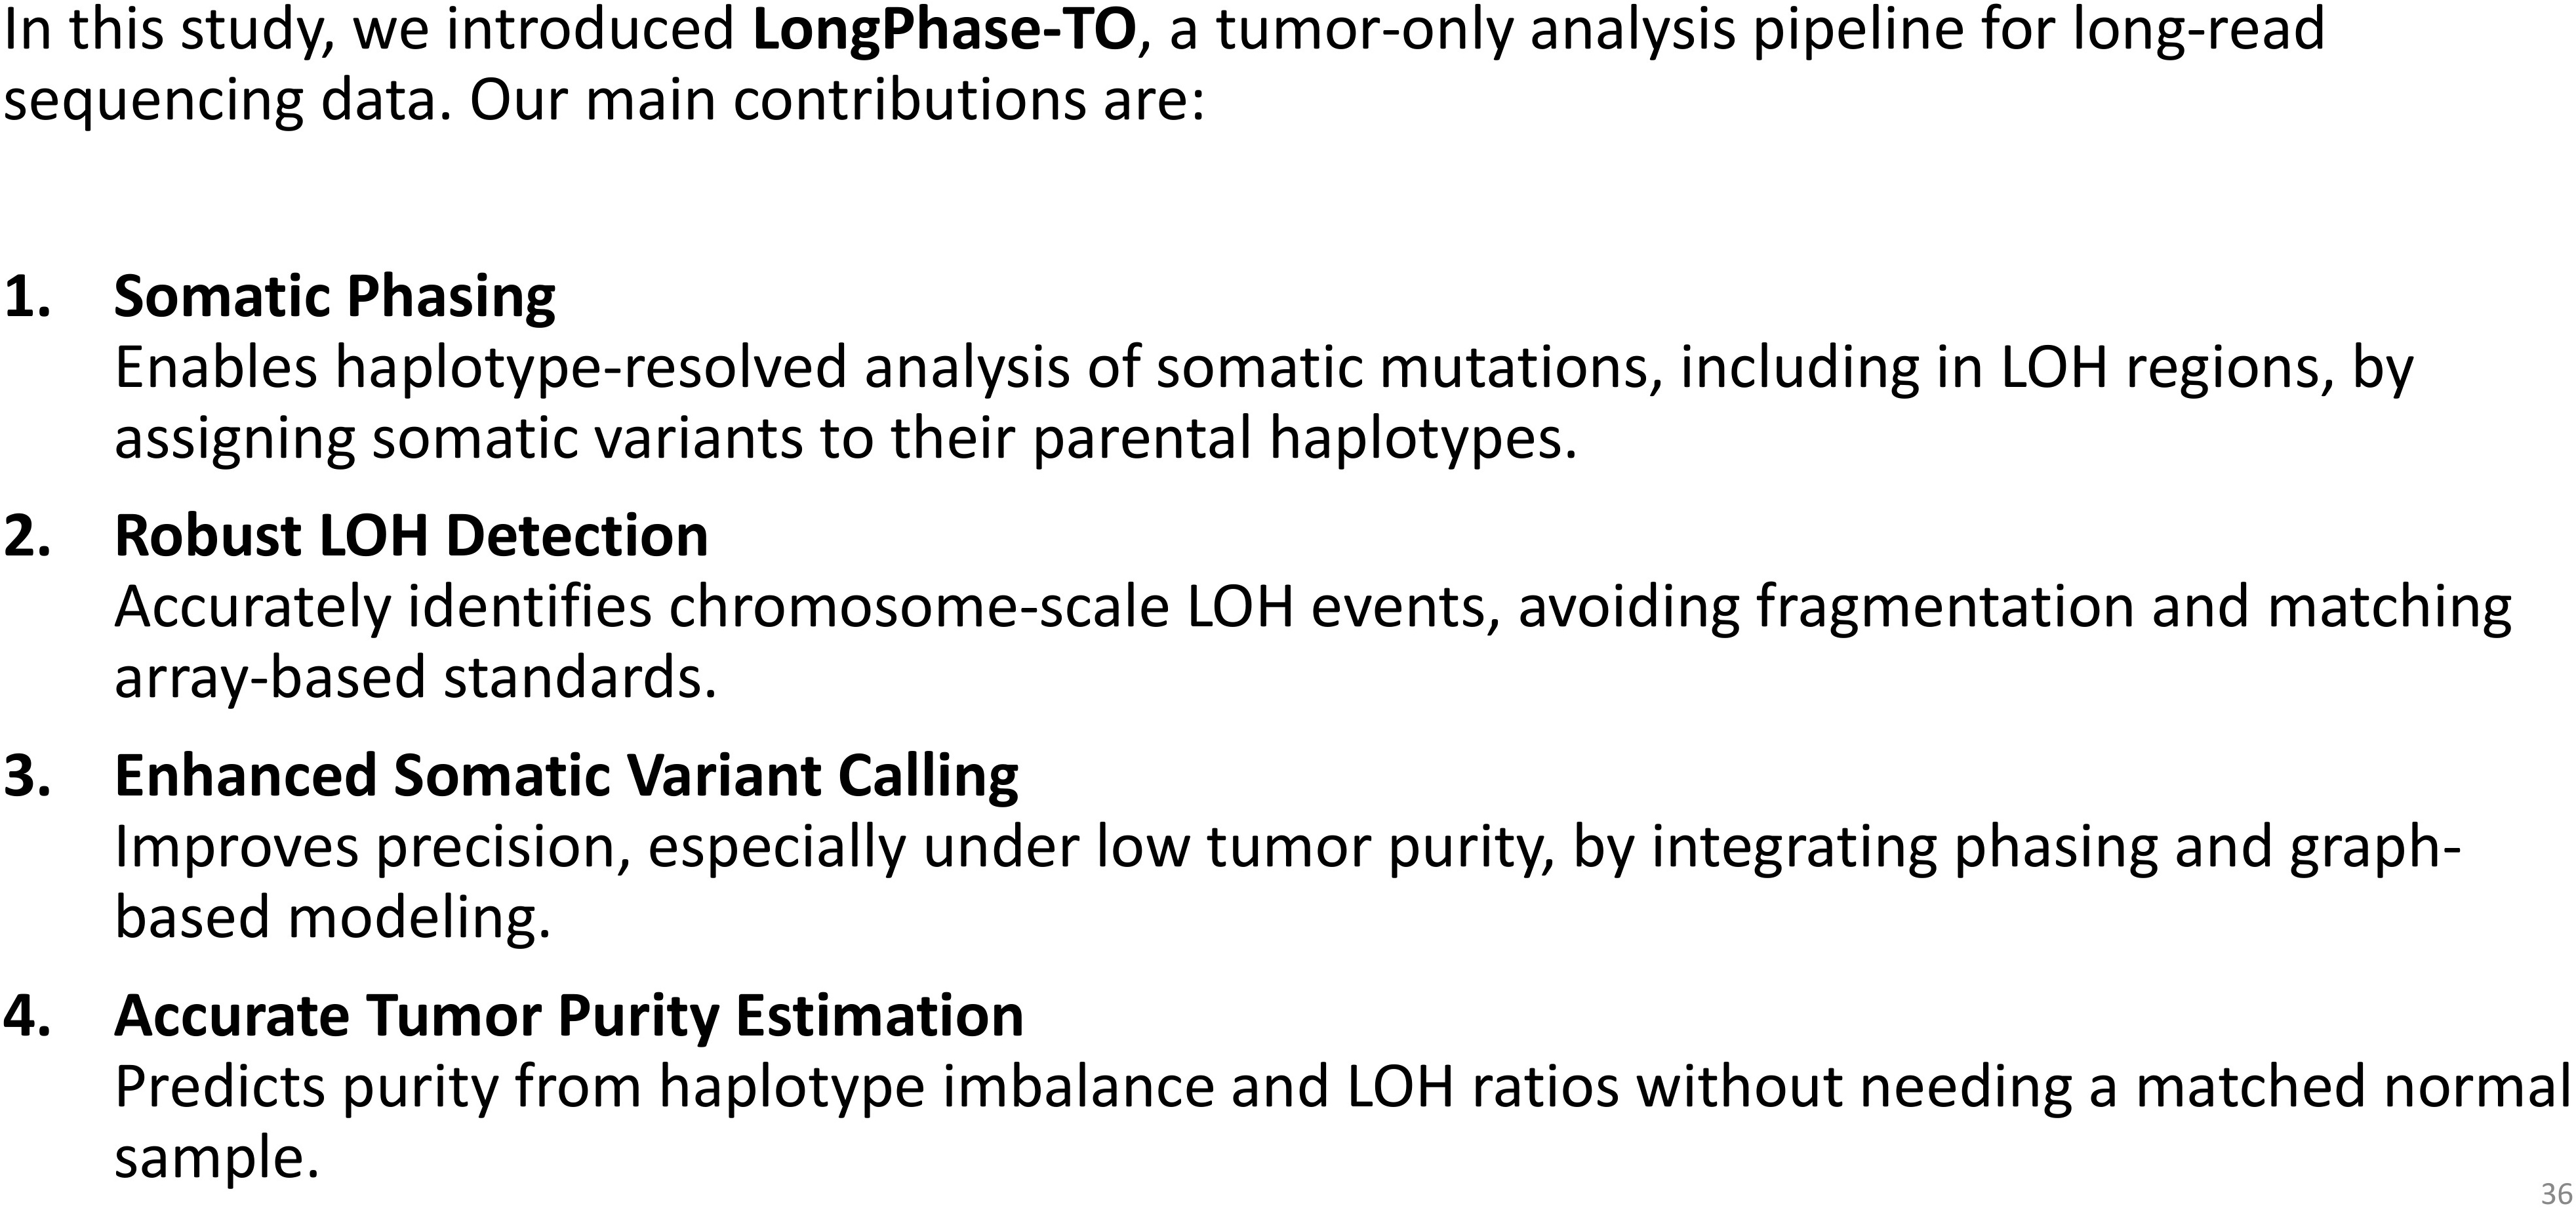 In this study, we introduced LongPhase-TO, a tumor-only analysis pipeline for long-read
sequencing data. Our main contributions are:
1. Somatic Phasing
Enables haplotype-resolved analysis of somatic mutations, including in LOH regions, by
assigning somatic variants to their parental haplotypes.
2. Robust LOH Detection
Accurately identifies chromosome-scale LOH events, avoiding fragmentation and matching
array-based standards.
3. Enhanced Somatic Variant Calling
Improves precision, especially under low tumor purity, by integrating phasing and graph-
based modeling.
4. Accurate Tumor Purity Estimation
Predicts purity from haplotype imbalance and LOH ratios without needing a matched normal
sample.
36